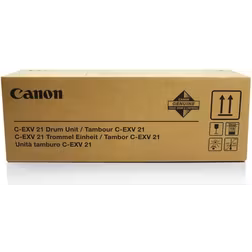 Canon
GENUINE
C-EXV 21 Drum Unit / Tambour C-EXV 21
C-EXV 21 Trommel Einheit / Tambor C-EXV 21
Unità tamburo C-EXV 21